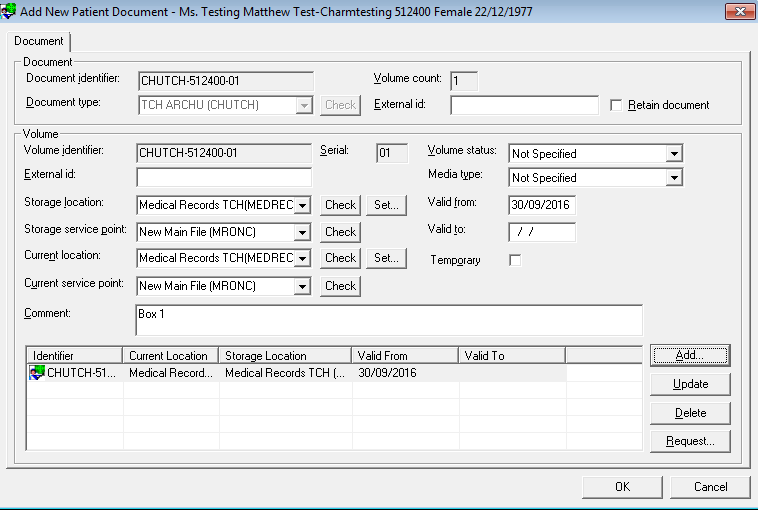 Add New Patient Document - Ms. Testing Matthew Test-Charmtesting 512400 Female 22/12/1977
Document
Document
Document identifier: CHUTCH-512400-01 Volume count: 1
Document type: TCH ARCHU (CHUTCH) Check External id: Retain document
Volume
Volume identifier: CHUTCH-512400-01 Serial: 01 Volume status: Not Specified
External id: Media type: Not Specified
Storage location: Medical Records TCH(MEDREC Check Set... Valid from: 30/09/2016
Storage service point: New Main File (MRONC) Check Valid to: / /
Current location: Medical Records TCH(MEDREC Check Set... Temporary
Current service point: New Main File (MRONC) Check
Comment: Box 1
Identifier Current Location Storage Location Valid From Valid To Add...
CHUTCH-51... Medical Record... Medical Records TCH (... 30/09/2016
Update
Delete
Request...
OK Cancel